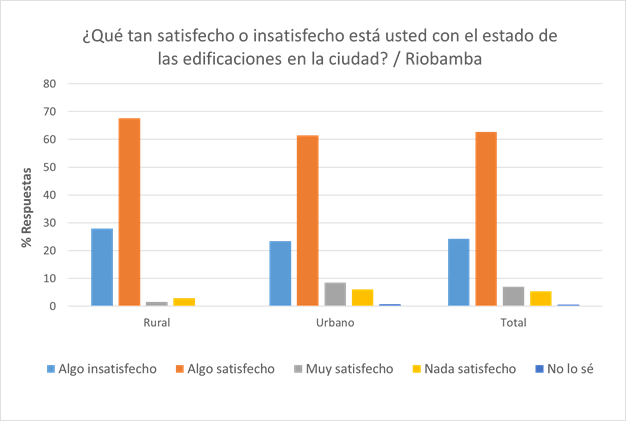 ¿Qué tan satisfecho o insatisfecho está usted con el estado de
las edificaciones en la ciudad? / Riobamba
80
70
60
50
40
30
20
10
0
% Respuestas
Rural
Urbano
Total
Algo insatisfecho
Algo satisfecho
Muy satisfecho
Nada satisfecho
No lo sé